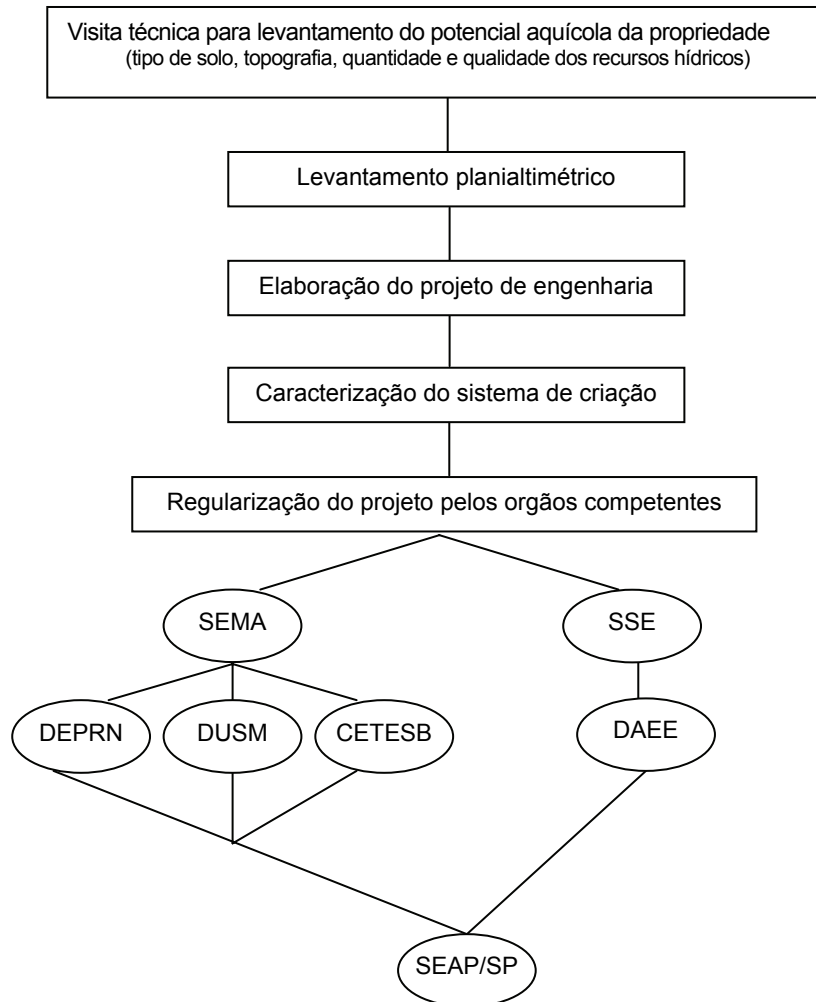 Visita técnica para levantamento do potencial aquícola da propriedade
(tipo de solo, topografia, quantidade e qualidade dos recursos hídricos)
Levantamento planialtimétrico
Elaboração do projeto de engenharia
Caracterização do sistema de criação
Regularização do projeto pelos orgãos competentes
SEMA
SSE
DEPRN
DUSM
CETESB
DAEE
SEAP/SP